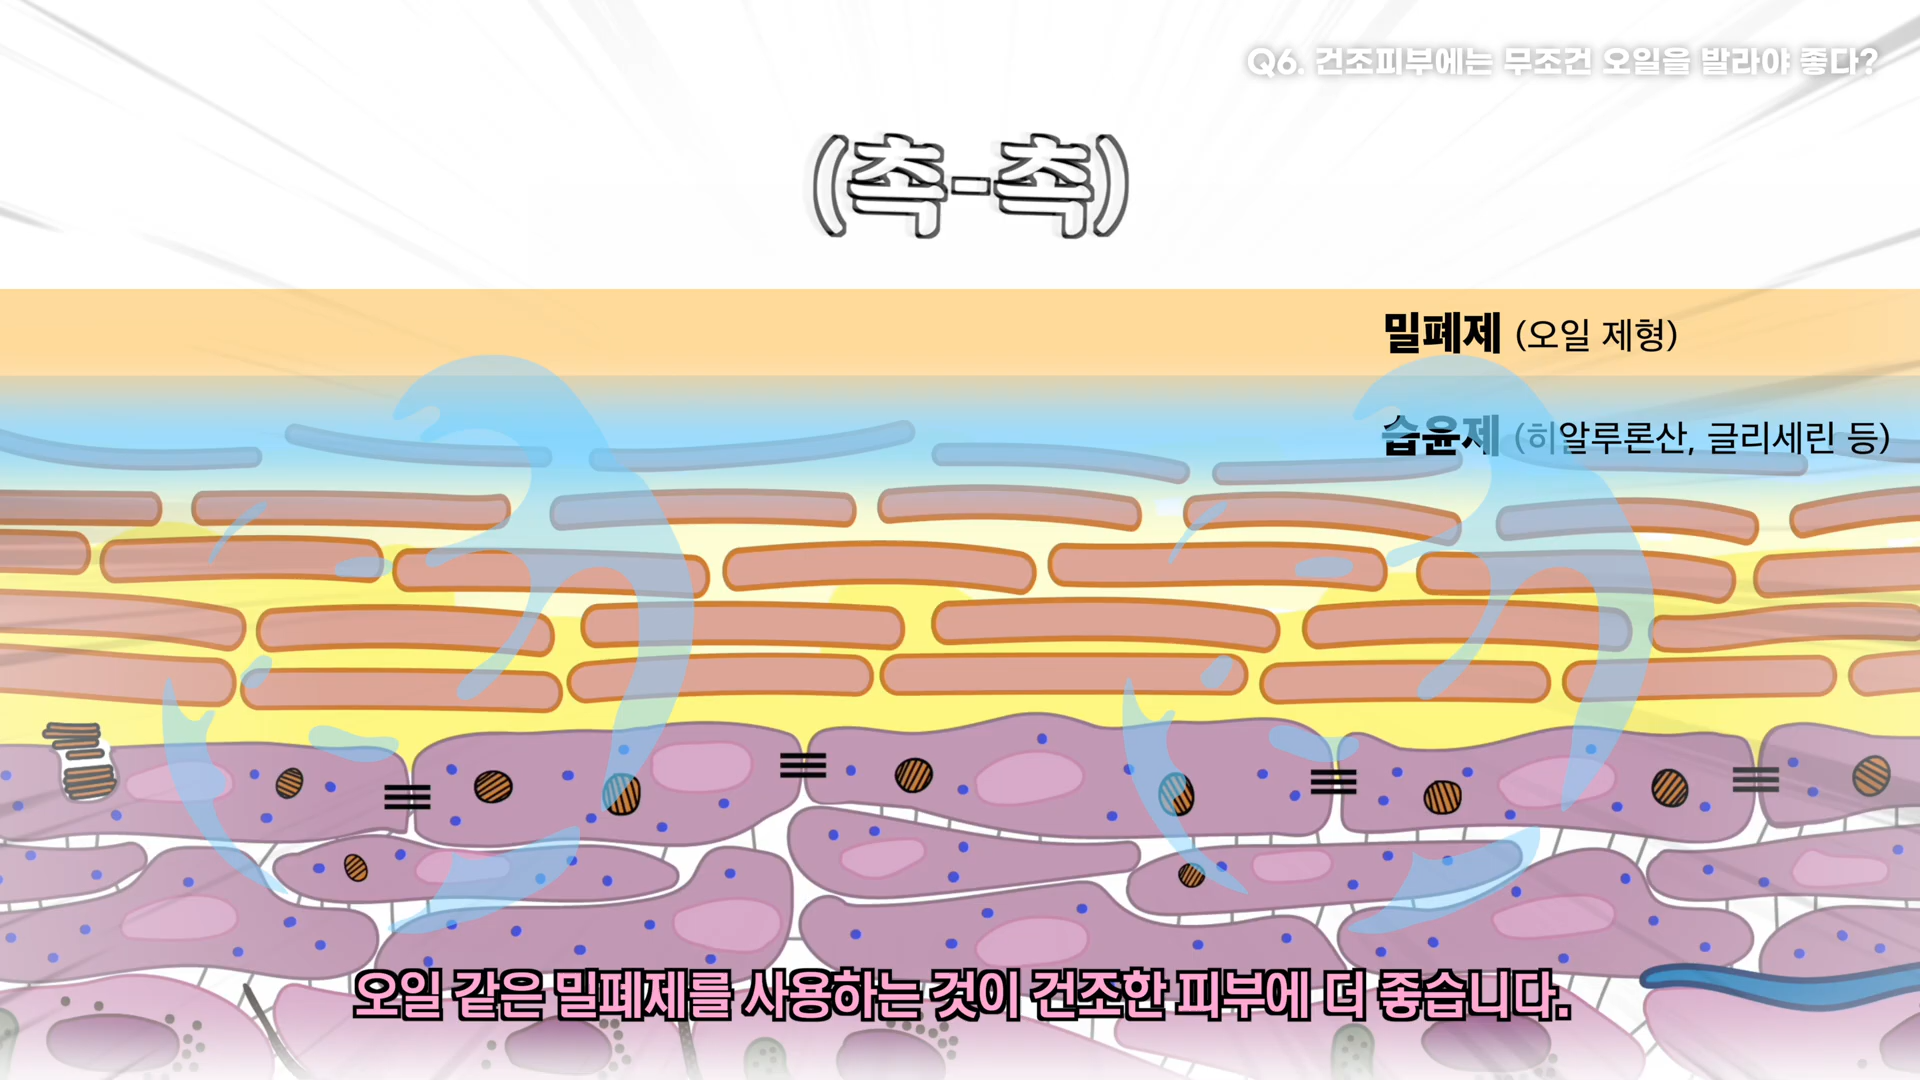 Q6. 건조피부에는 무조건 오일을 발라야 좋다?
(촉-촉)
밀폐제 (오일 제형)
습윤제 (히알루론산, 글리세린 등)
오일 같은 밀폐제를 사용하는 것이 건조한 피부에 더 좋습니다.